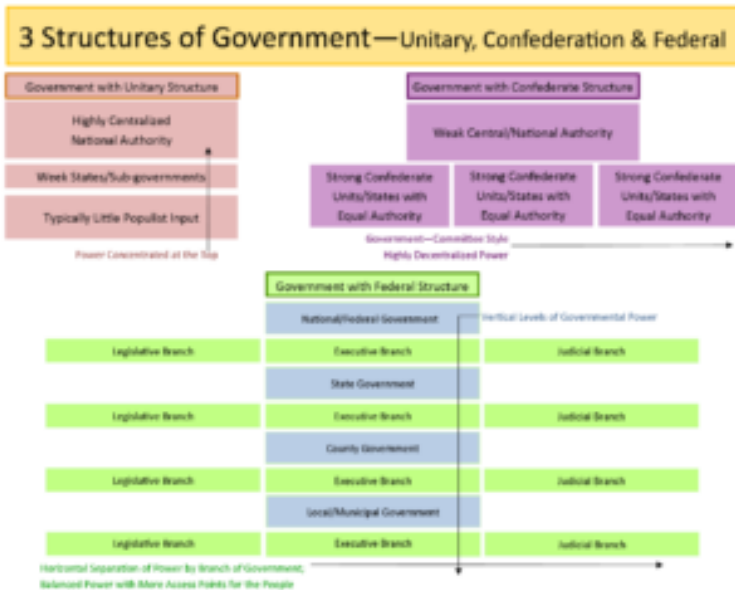 3 Structures of Government—Unitary, Confederation & Federal
Government with Unitary Structure
Highly Centralized
National Authority
Week States/Sub-governments
Typically Little Populist Input
Power Concentrated at the Top
Government with Confederate Structure
Weak Central/National Authority
Strong Confederate
Units/States with
Equal Authority
Strong Confederate
Units/States with
Equal Authority
Strong Confederate
Units/States with
Equal Authority
Government—Committee Style
Highly Decentralized Power
Government with Federal Structure
National/Federal Government
Vertical Levels of Governmental Power
Legislative Branch
Executive Branch
Judicial Branch
State Government
Legislative Branch
Executive Branch
Judicial Branch
County Government
Legislative Branch
Executive Branch
Judicial Branch
Local/Municipal Government
Legislative Branch
Executive Branch
Judicial Branch
Horizontal Separation of Power by Branch of Government;
Balanced Power with More Access Points for the People